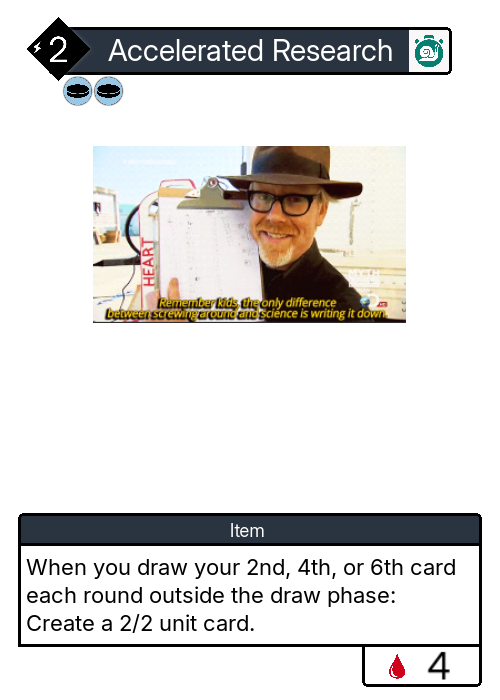 2
Accelerated Research
HEART
Remember kids, the only difference
between screwing around and science is writing it down.
Item
When you draw your 2nd, 4th, or 6th card
each round outside the draw phase:
Create a 2/2 unit card.
4